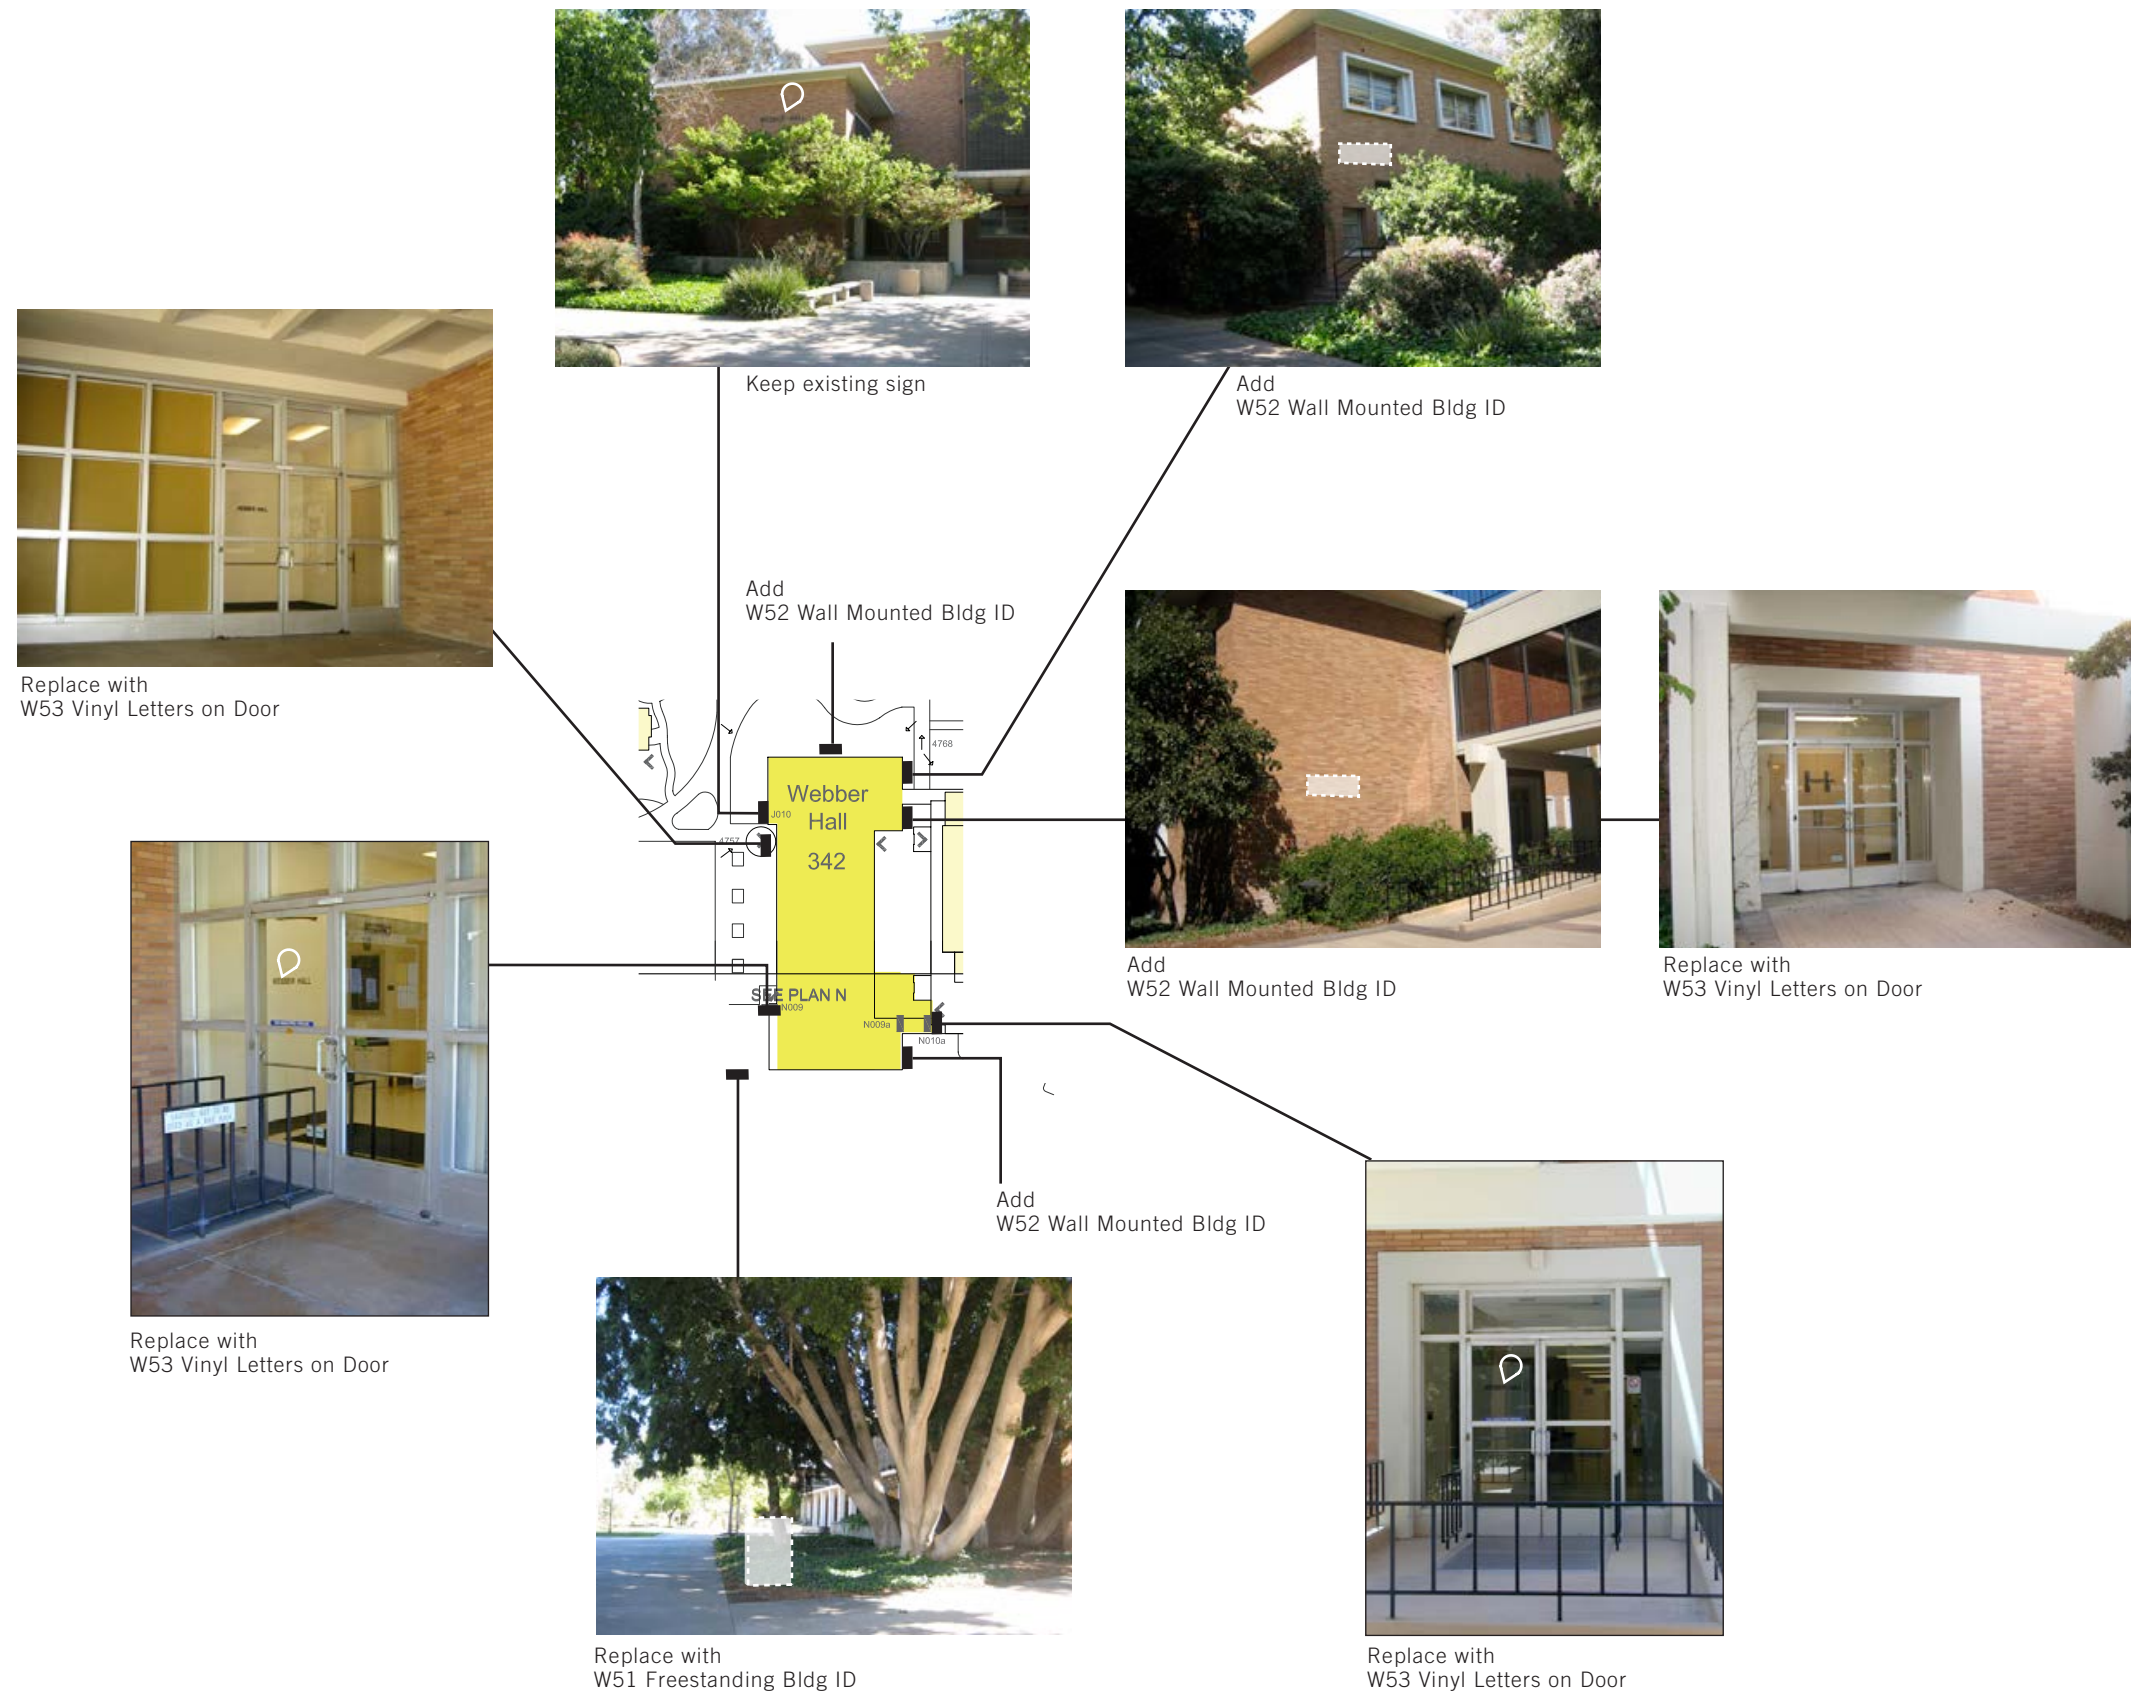 Keep existing sign
Add
W52 Wall Mounted Bldg ID
Replace with
W53 Vinyl Letters on Door
Add
W52 Wall Mounted Bldg ID
4768
Webber
Hall
342
J010
4757
Add
W52 Wall Mounted Bldg ID
Replace with
W53 Vinyl Letters on Door
SEE PLAN N
N009
N009a
N010a
WEBBER HALL
Replace with
W53 Vinyl Letters on Door
Add
W52 Wall Mounted Bldg ID
Replace with
W51 Freestanding Bldg ID
Replace with
W53 Vinyl Letters on Door